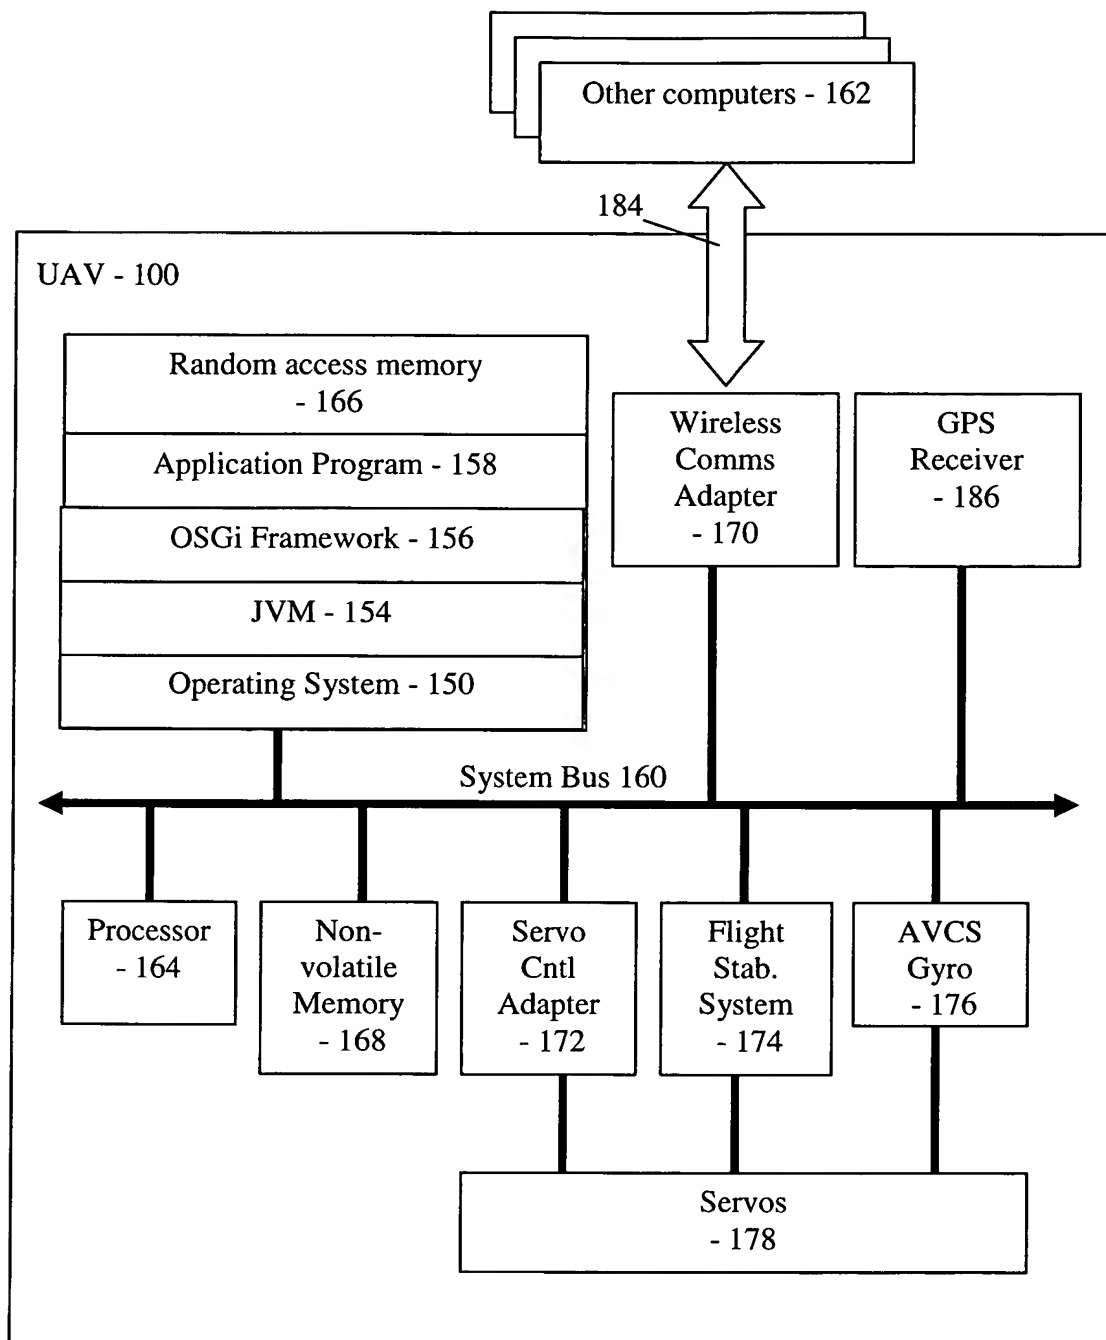 Other computers - 162
184
UAV - 100
Random access memory
- 166
Application Program - 158
OSGi Framework - 156
JVM - 154
Operating System - 150
Wireless
Comms
Adapter
- 170
GPS
Receiver
- 186
System Bus 160
Processor
- 164
Non-
volatile
Memory
- 168
Servo
Cntl
Adapter
- 172
Flight
Stab.
System
- 174
AVCS
Gyro
- 176
Servos
- 178